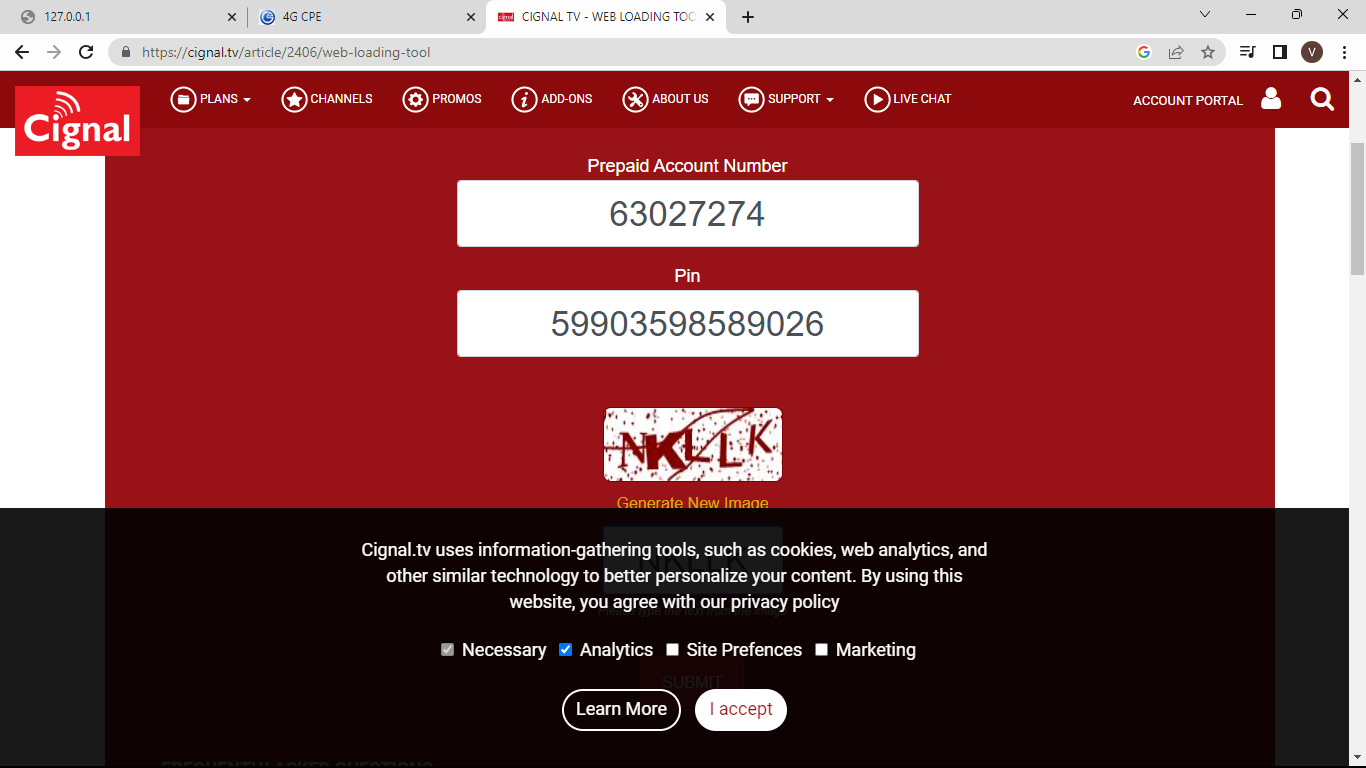 127.0.0.1
4G CPE
CIGNAL TV - WEB LOADING TOO
https://cignal.tv/article/2406/web-loading-tool
V
Cignal
PLANS
CHANNELS
PROMOS
ADD-ONS
ABOUT US
SUPPORT
LIVE CHAT
ACCOUNT PORTAL
Prepaid Account Number
63027274
Pin
59903598589026
NKLLK
Generate New Image
NKLLK
Cignal.tv uses information-gathering tools, such as cookies, web analytics, and
other similar technology to better personalize your content. By using this
website, you agree with our privacy policy
Necessary
Analytics
Site Prefences
Marketing
SUBMIT
Learn More
I accept
FREQUENTLY ASKED QUESTIONS